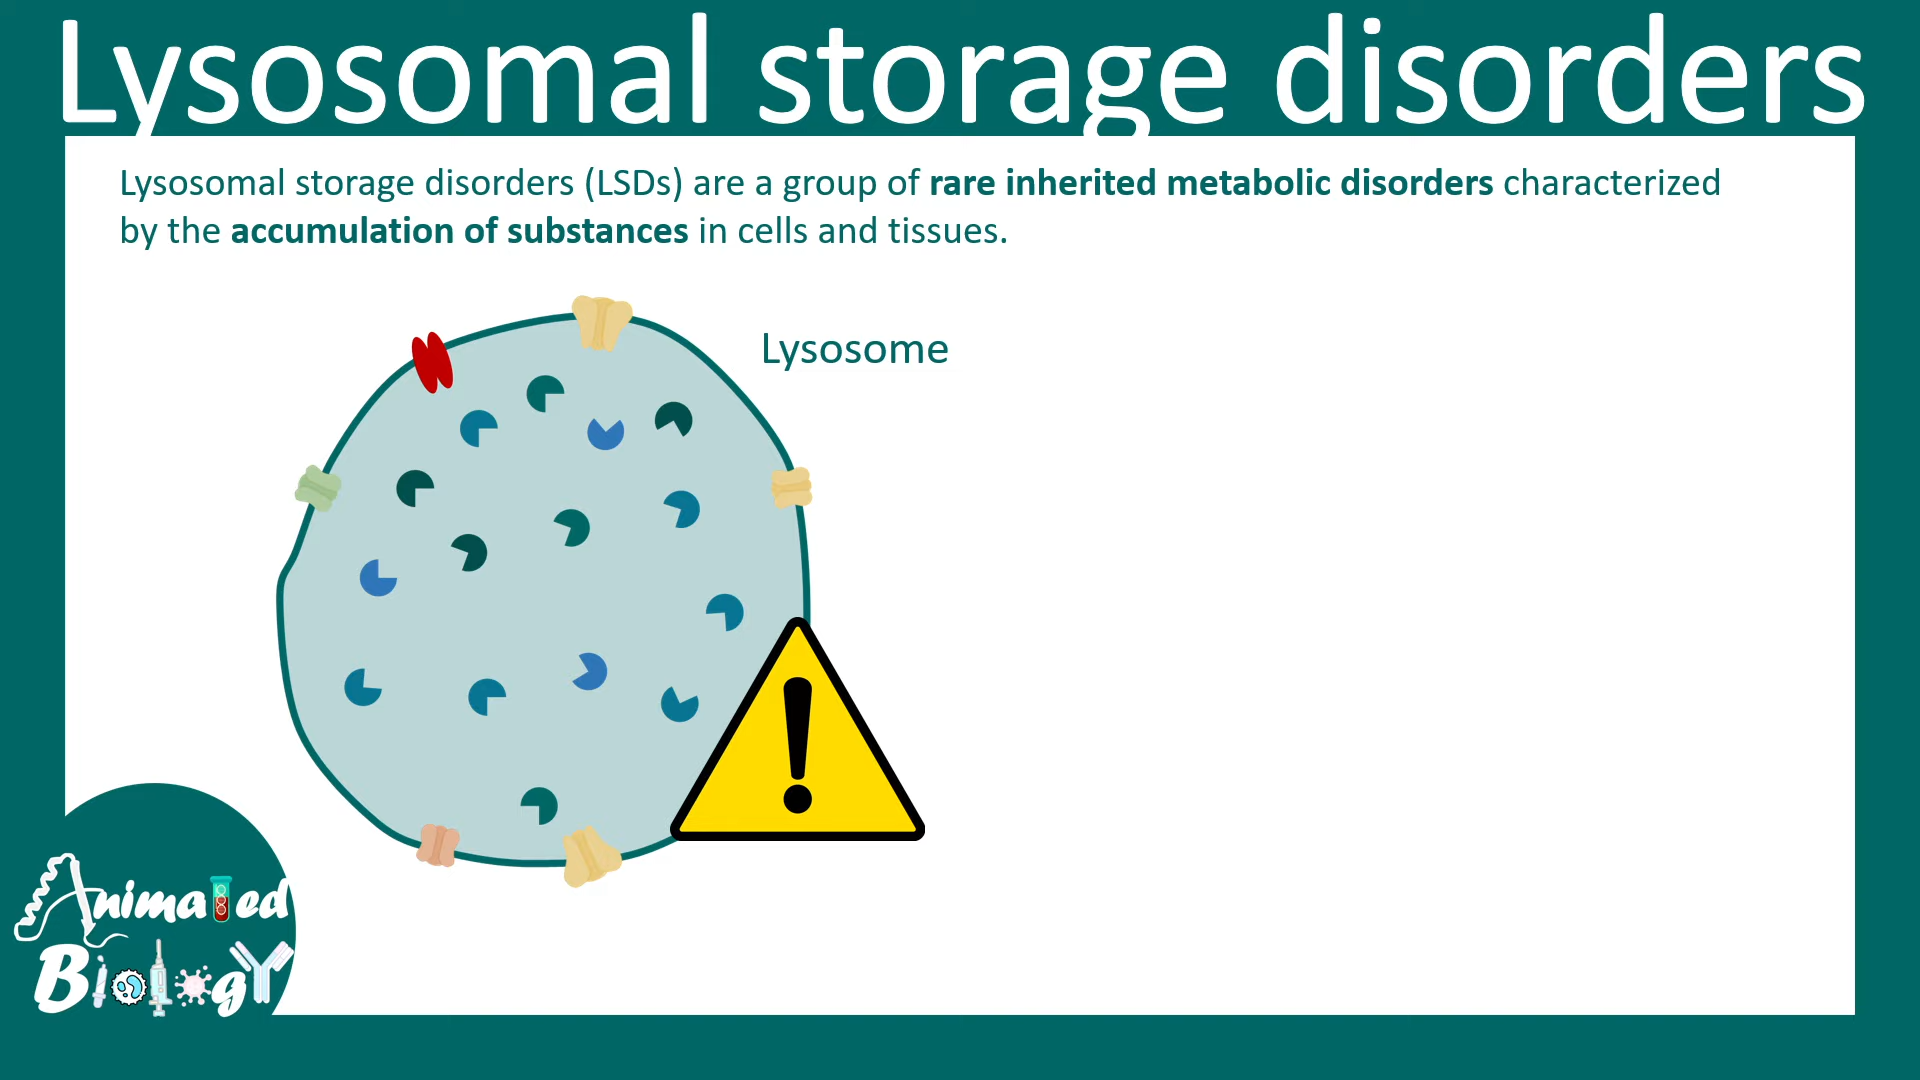 Lysosomal storage disorders
Lysosomal storage disorders (LSDs) are a group of rare inherited metabolic disorders characterized
by the accumulation of substances in cells and tissues.
Lysosome
Animated
Biology